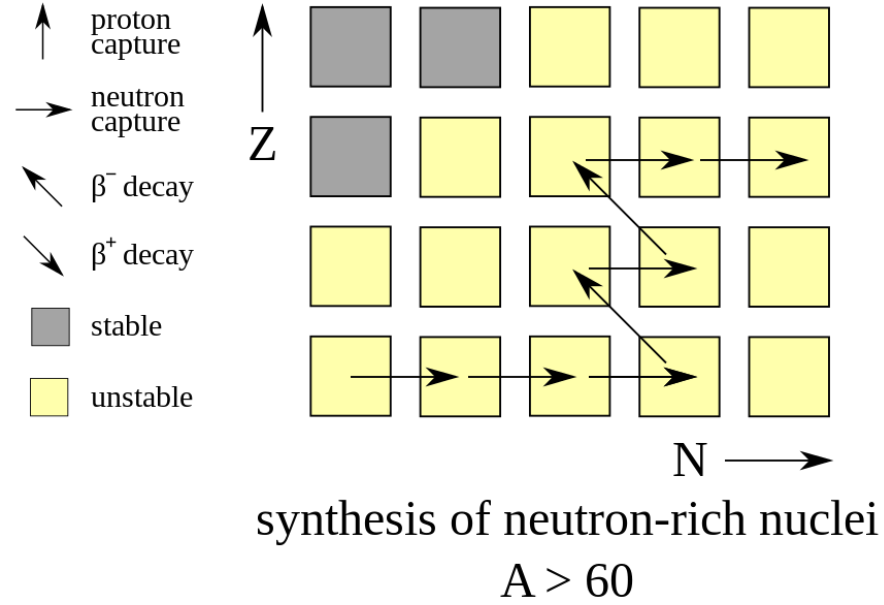 proton
capture
neutron
capture
β⁻ decay
β⁺ decay
stable
unstable
Z
N
synthesis of neutron-rich nuclei
A > 60